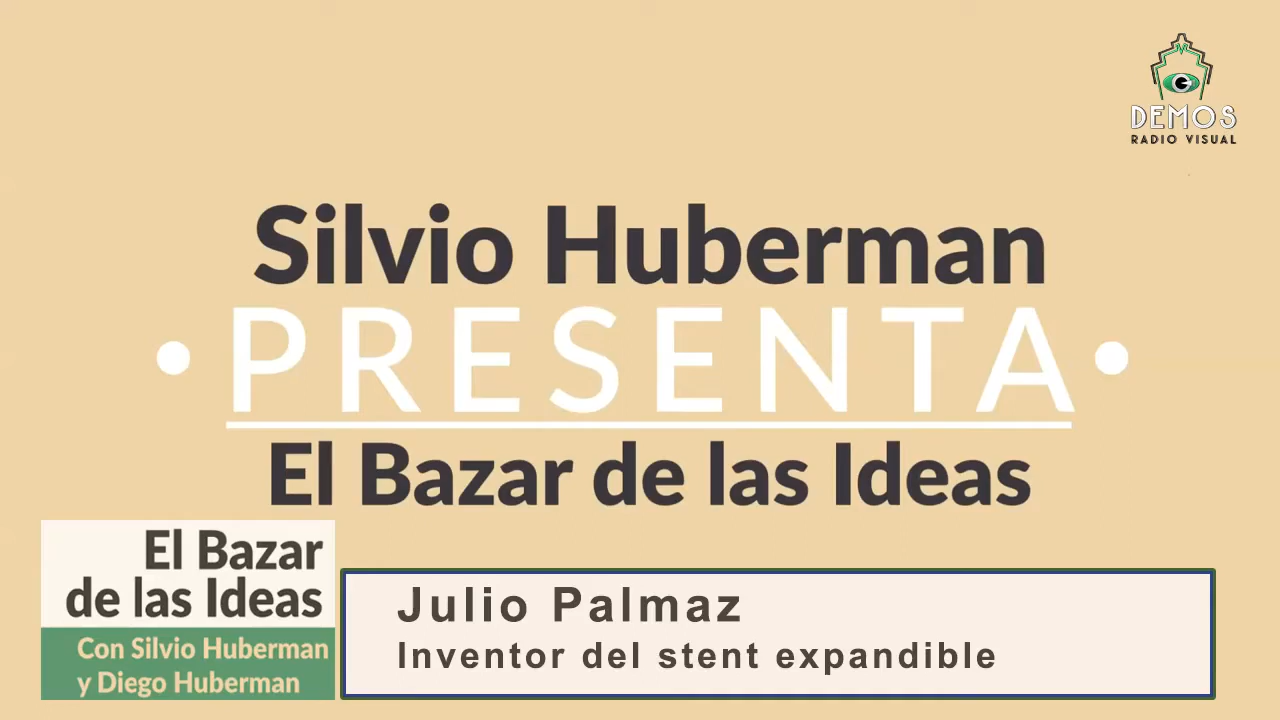 DEMOS
RADIO VISUAL
Silvio Huberman
• PRESENTA •
El Bazar de las Ideas
El Bazar
de las Ideas
Con Silvio Huberman
y Diego Huberman
Julio Palmaz
Inventor del stent expandible